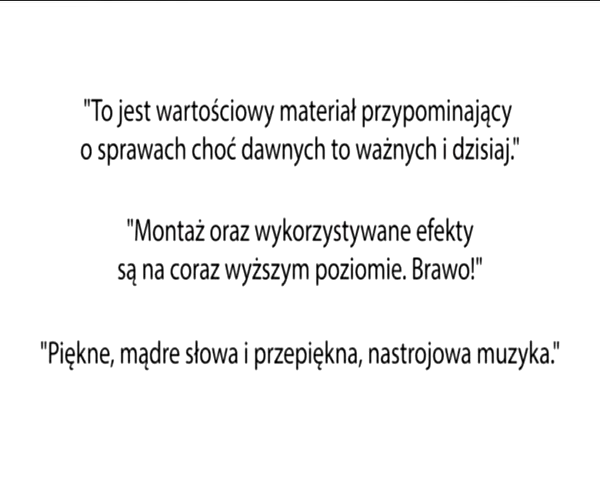 "To jest wartościowy materiał przypominający
o sprawach choć dawnych to ważnych i dzisiaj."
"Montaż oraz wykorzystywane efekty
są na coraz wyższym poziomie. Brawo!"
"Piękne, mądre słowa i przepiękna, nastrojowa muzyka."